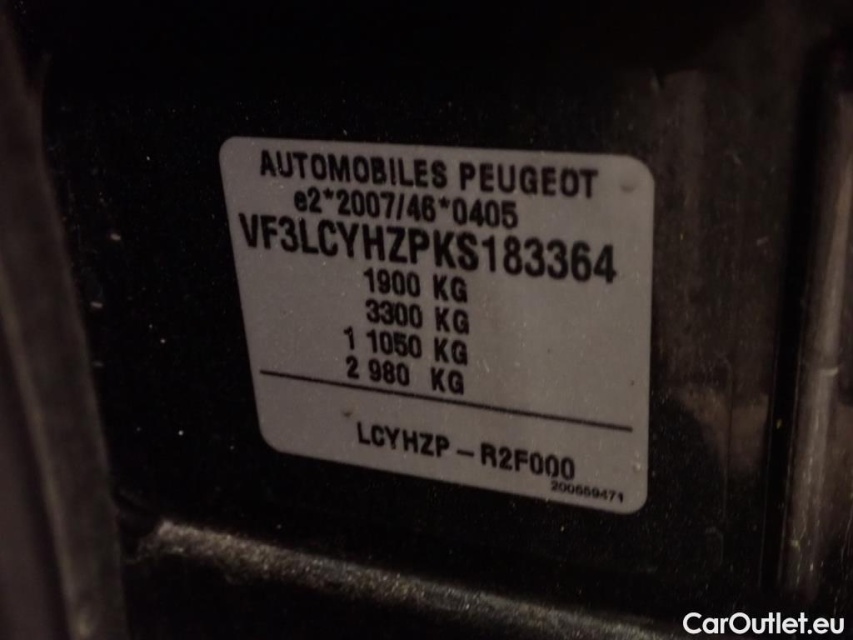 AUTOMOBILES PEUGEOT
e2*2007/46*0405
VF3LCYHZPKS183364
1900 KG
3300 KG
1 1050 KG
2 980 KG
LCYHZP-R2F000
200559471
CarOutlet.eu